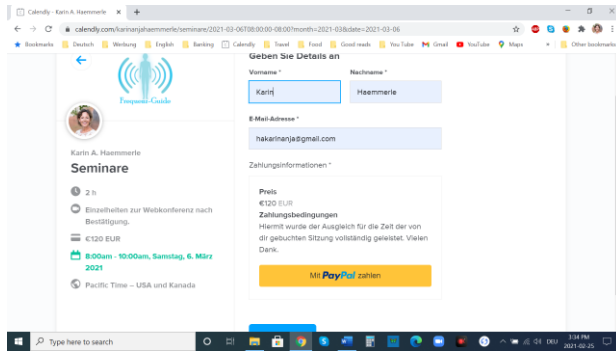 Calendly - Karin A. Haemmerle
calendly.com/karinanjahaemmerle/seminare/2021-03-06T08:00:00-08:00?month=2021-03&date=2021-03-06
Bookmarks Deutsch Werbung English Banking Calendly Travel Food Good reads You Tube Gmail YouTube Maps Other bookmarks
Frequenz-Guide
Karin A. Haemmerle
Seminare
2 h
Einzelheiten zur Webkonferenz nach
Bestätigung.
€120 EUR
8:00am - 10:00am, Samstag, 6. März
2021
Pacific Time – USA und Kanada
Geben Sie Details an
Vorname * Nachname *
Karin Haemmerle
E-Mail-Adresse *
hakarinanja@gmail.com
Zahlungsinformationen *
Preis
€120 EUR
Zahlungsbedingungen
Hiermit wurde der Ausgleich für die Zeit der von
dir gebuchten Sitzung vollständig geleistet. Vielen
Dank.
Mit PayPal zahlen
Type here to search
DEU
3:34 PM
2021-02-25